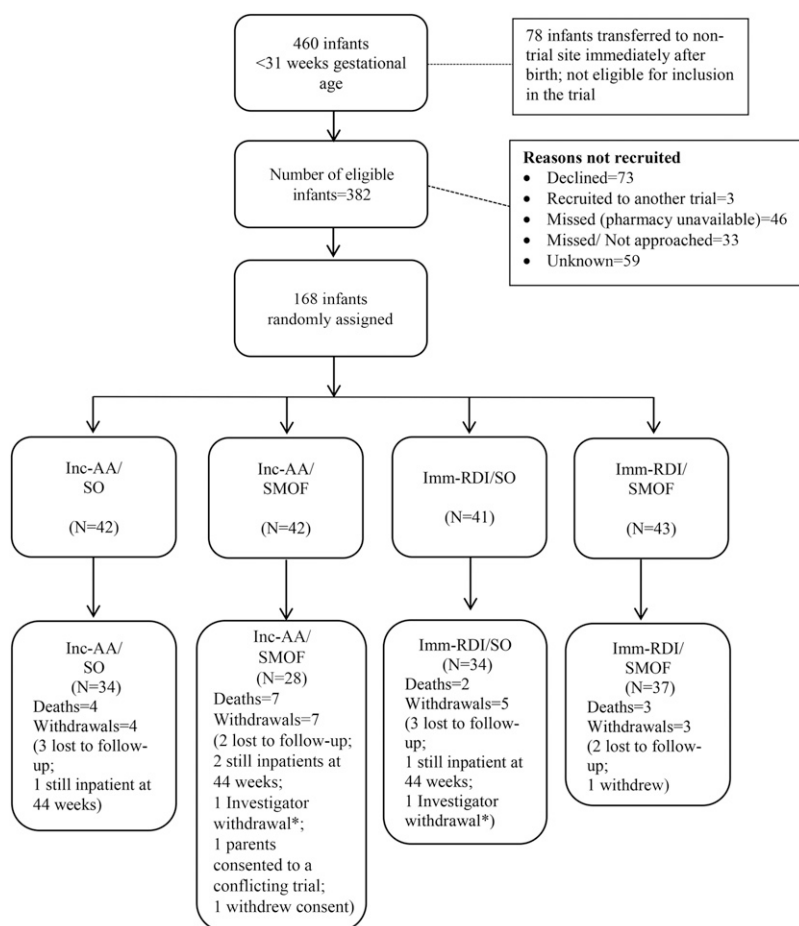 460 infants
<31 weeks gestational
age
78 infants transferred to non-
trial site immediately after
birth; not eligible for inclusion
in the trial
Number of eligible
infants=382
Reasons not recruited
• Declined=73
• Recruited to another trial=3
• Missed (pharmacy unavailable)=46
• Missed/ Not approached=33
• Unknown=59
168 infants
randomly assigned
Inc-AA/
SO
(N=42)
Inc-AA/
SMOF
(N=42)
Imm-RDI/SO
(N=41)
Imm-RDI/
SMOF
(N=43)
Inc-AA/
SO
(N=34)
Deaths=4
Withdrawals=4
(3 lost to follow-
up;
1 still inpatient at
44 weeks)
Inc-AA/
SMOF
(N=28)
Deaths=7
Withdrawals=7
(2 lost to follow-up;
2 still inpatients at
44 weeks;
1 Investigator
withdrawal*;
1 parents
consented to a
conflicting trial;
1 withdrew consent)
Imm-RDI/SO
(N=34)
Deaths=2
Withdrawals=5
(3 lost to follow-
up;
1 still inpatient at
44 weeks;
1 Investigator
withdrawal*)
Imm-RDI/
SMOF
(N=37)
Deaths=3
Withdrawals=3
(2 lost to follow-
up;
1 withdrew)